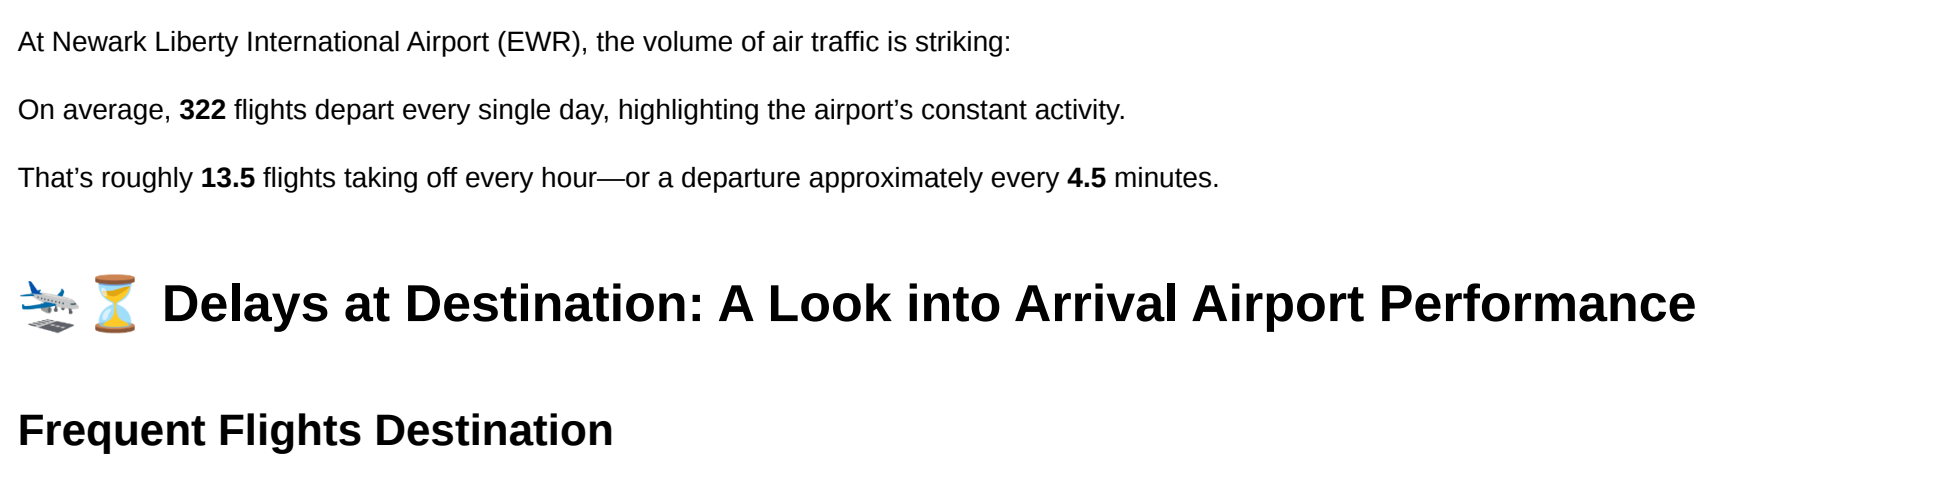 At Newark Liberty International Airport (EWR), the volume of air traffic is striking:
On average, 322 flights depart every single day, highlighting the airport’s constant activity.
That’s roughly 13.5 flights taking off every hour—or a departure approximately every 4.5 minutes.
🛬⏳ Delays at Destination: A Look into Arrival Airport Performance
Frequent Flights Destination